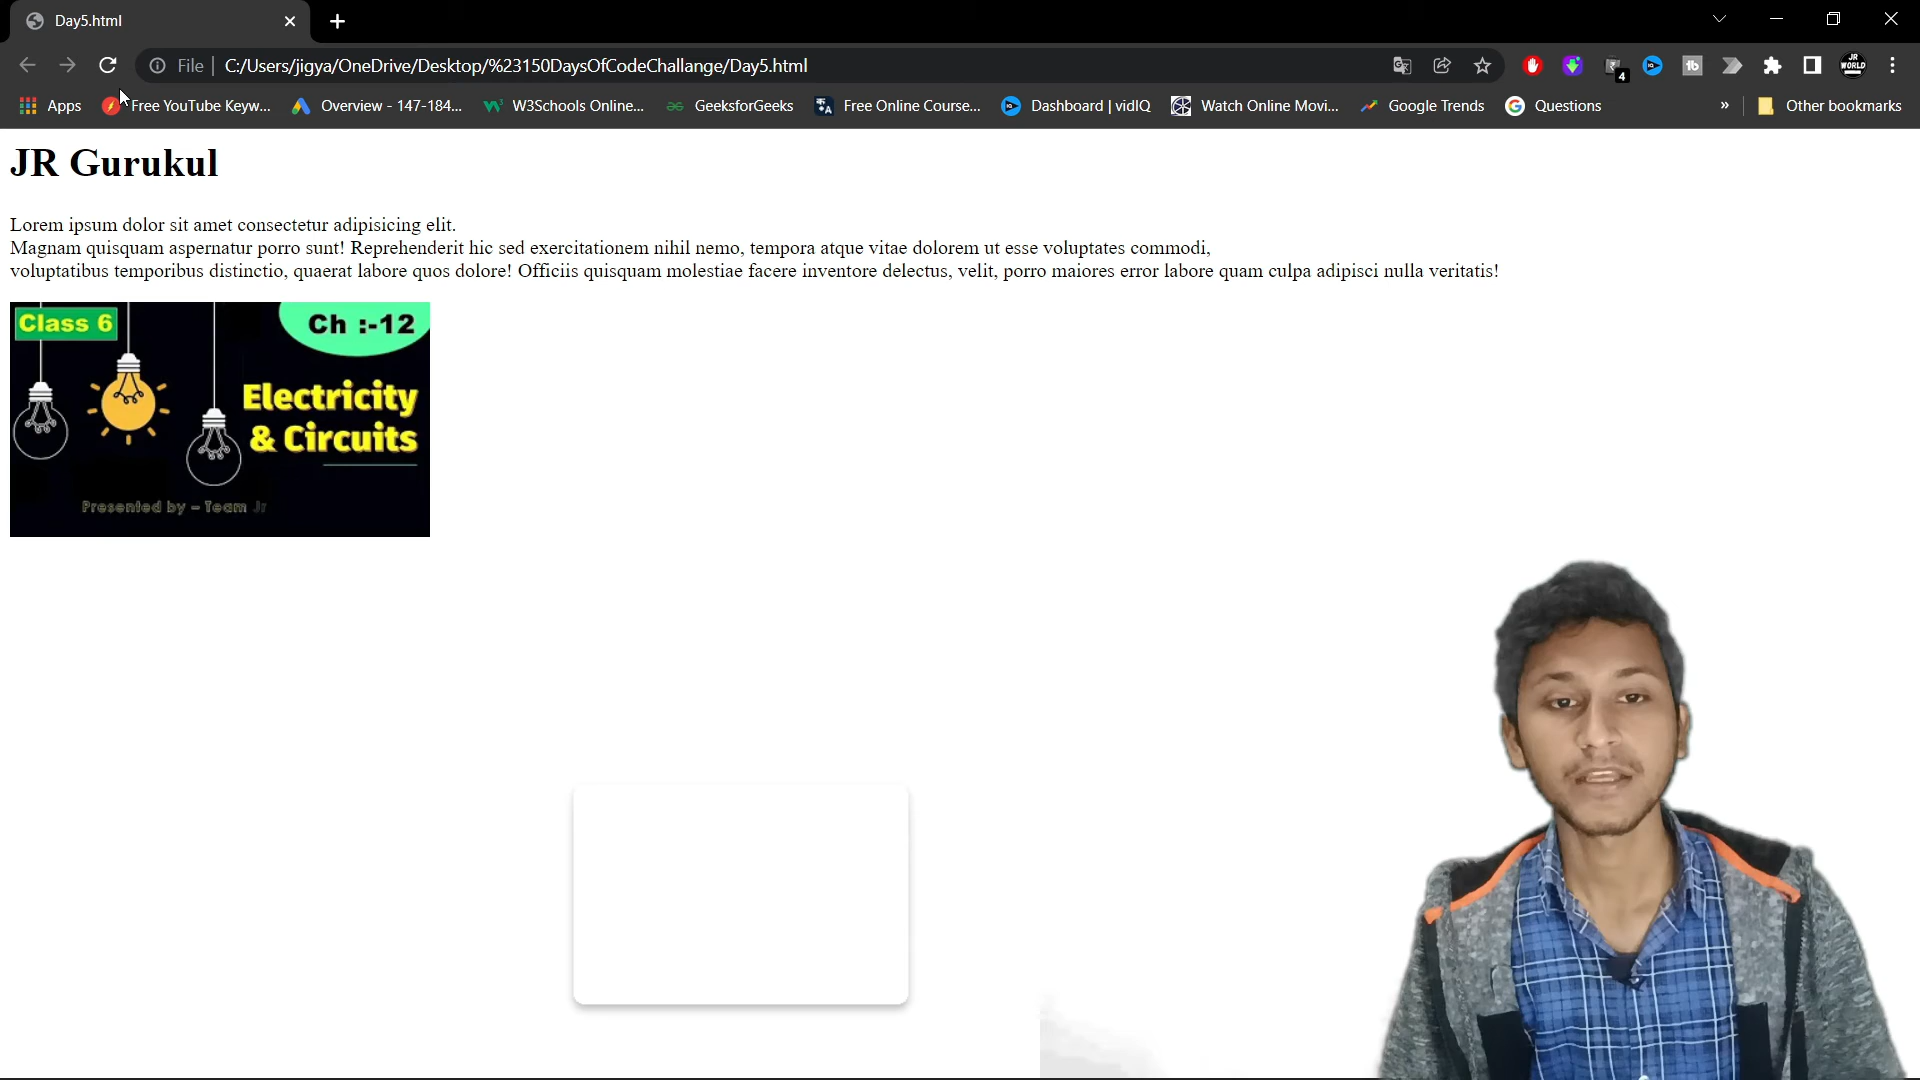 Day5.html
File
C:/Users/jigya/OneDrive/Desktop/%23150DaysOfCodeChallange/Day5.html
4
JR WORLD
Apps
Free YouTube Keyw...
Overview - 147-184...
W3Schools Online...
GeeksforGeeks
Free Online Course...
Dashboard | vidIQ
Watch Online Movi...
Google Trends
Questions
»
Other bookmarks
JR Gurukul
Lorem ipsum dolor sit amet consectetur adipisicing elit.
Magnam quisquam aspernatur porro sunt! Reprehenderit hic sed exercitationem nihil nemo, tempora atque vitae dolorem ut esse voluptates commodi,
voluptatibus temporibus distinctio, quaerat labore quos dolore! Officiis quisquam molestiae facere inventore delectus, velit, porro maiores error labore quam culpa adipisci nulla veritatis!
Class 6
Ch :-12
Electricity
& Circuits
Presented by - Team Jr